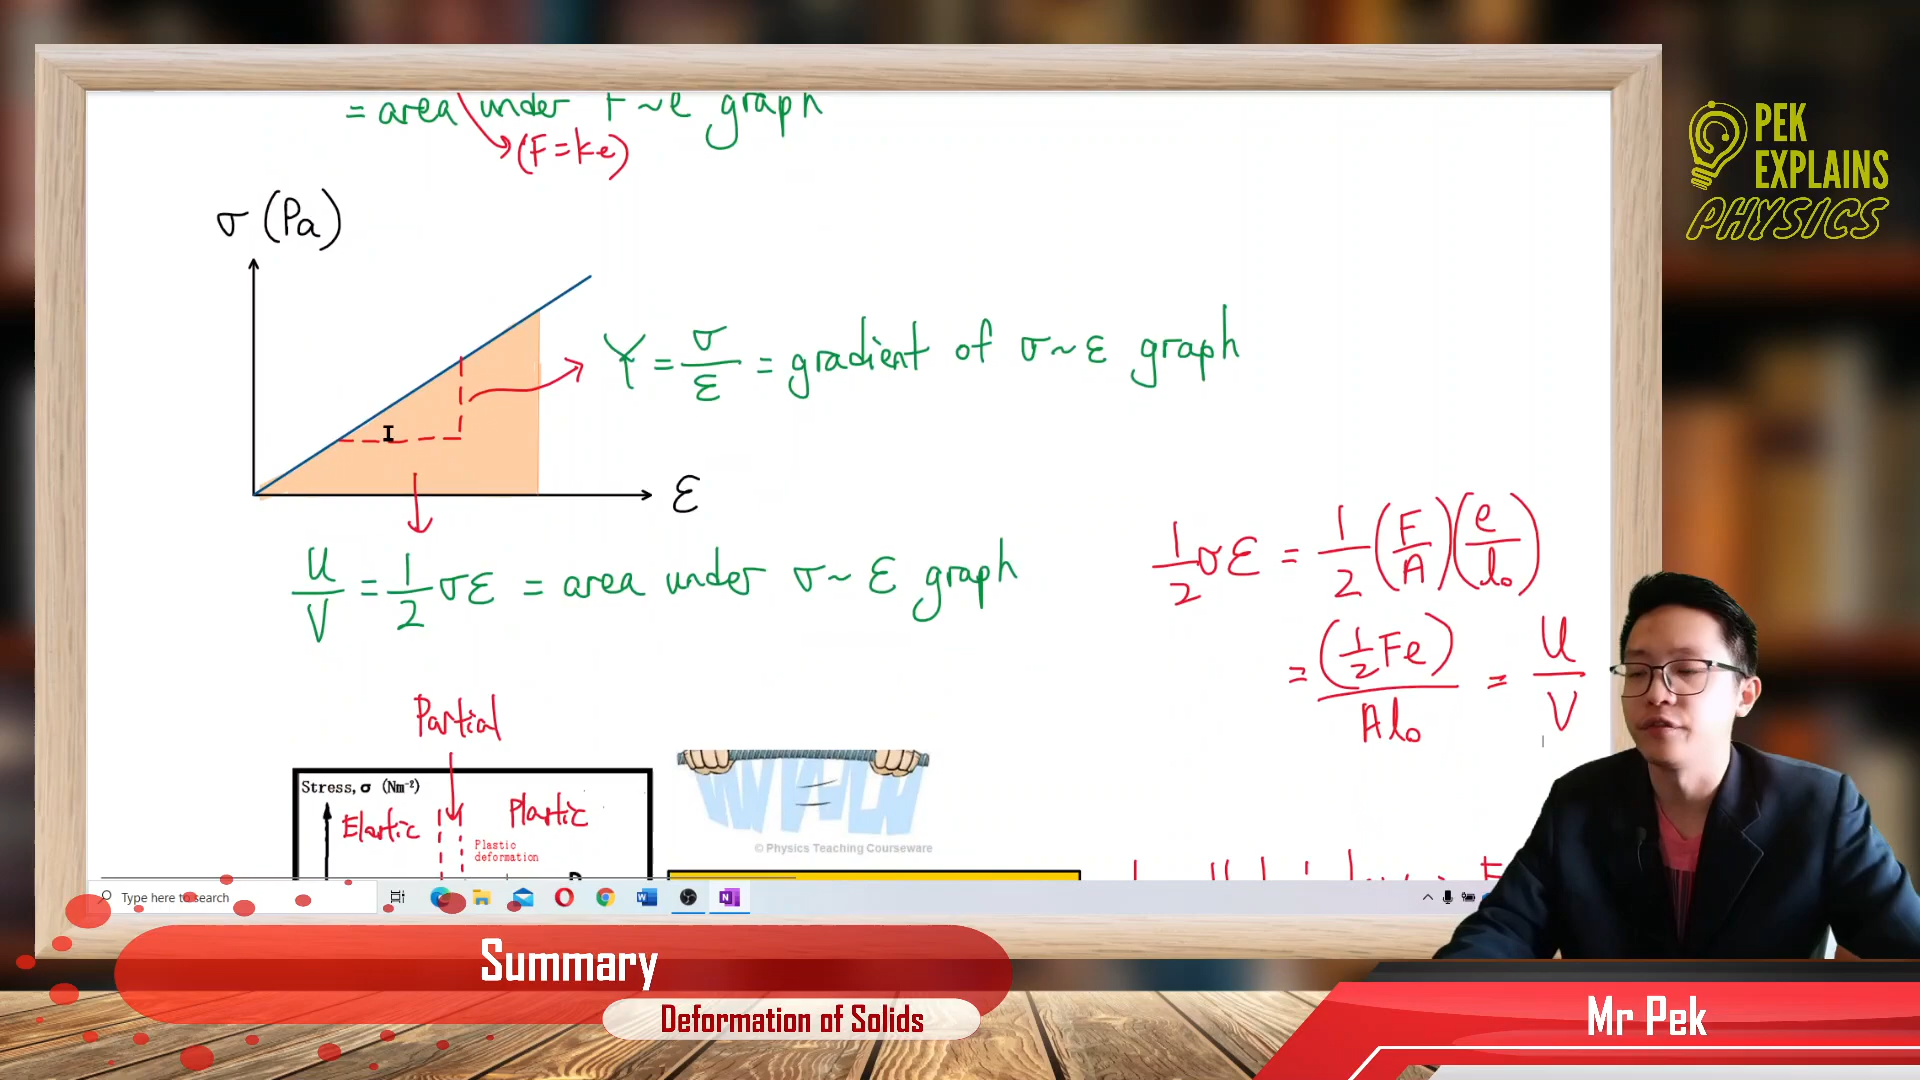 = area under F ~ e graph
(F = ke)
PEK
EXPLAINS
PHYSICS
σ (Pa)
Y = σ/ε = gradient of σ ~ ε graph
ε
U/V = 1/2 σε = area under σ ~ ε graph
1/2 σε = 1/2 (F/A)(e/l₀)
= (1/2 Fe)/Al₀ = U/V
Partial
Stress, σ (Nm⁻²)
Elastic
Plastic
Plastic
deformation
© Physics Teaching Courseware
Type here to search
Summary
Deformation of Solids
Mr Pek